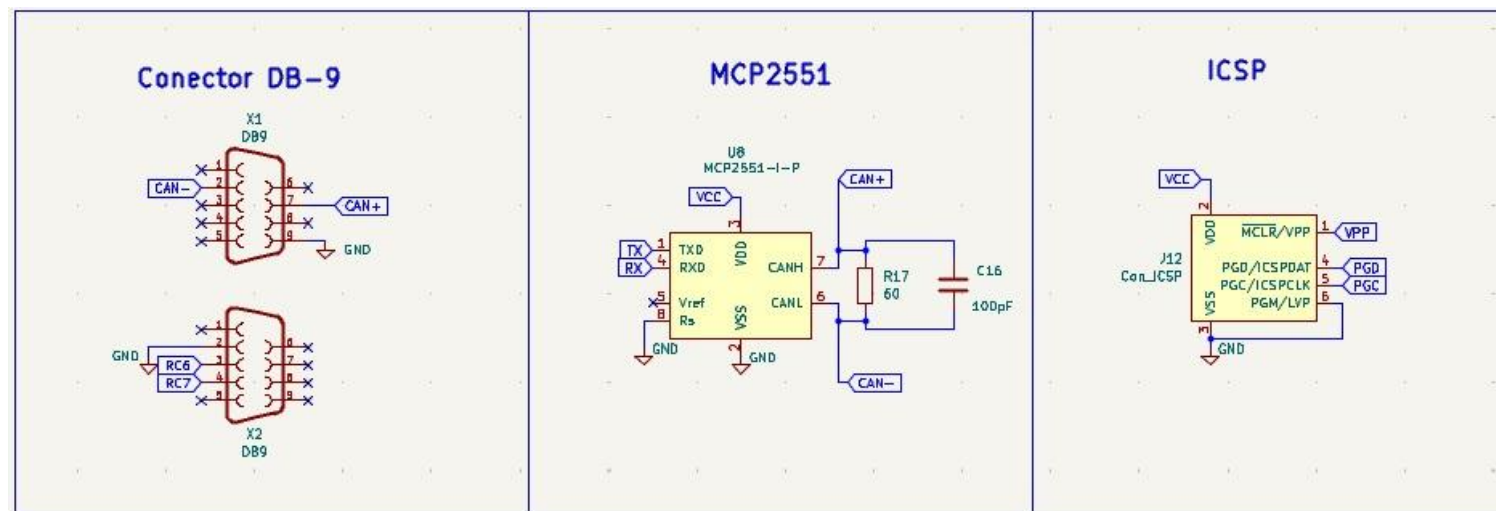 Conector DB-9
X1
DB9
1
CAN-
2
6
3
7
CAN+
4
8
5
9
GND
1
GND
2
6
RC6
3
7
RC7
4
8
5
9
X2
DB9
MCP2551
U8
MCP2551-I-P
VCC
CAN+
3
TX
1
TXD
VDD
RX
4
RXD
CANH
7
R17
60
C16
100pF
5
Vref
CANL
6
8
Rs
VSS
2
GND
GND
CAN-
ICSP
VCC
2
VDD
MCLR/VPP
1
VPP
J12
Con_ICSP
PGD/ICSPDAT
4
PGD
PGC/ICSPCLK
5
PGC
PGM/LVP
6
VSS
3
GND